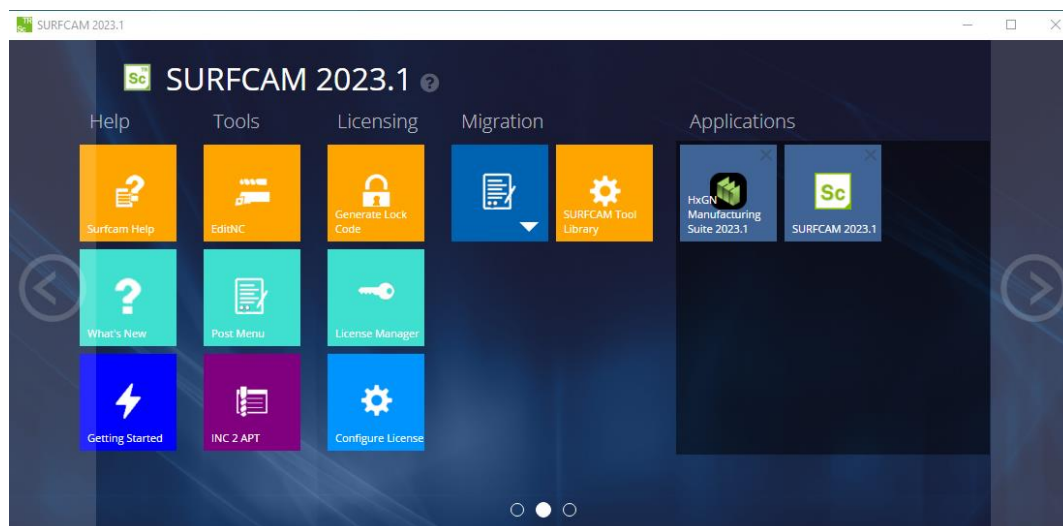 SURFCAM 2023.1
Sc
SURFCAM 2023.1 ?
Help
Tools
Licensing
Migration
Applications
Surfcam Help
EditNC
Generate Lock
Code
SURFCAM Tool
Library
HxGN
Manufacturing
Suite 2023.1
Sc
SURFCAM 2023.1
What's New
Post Menu
License Manager
Getting Started
INC 2 APT
Configure License